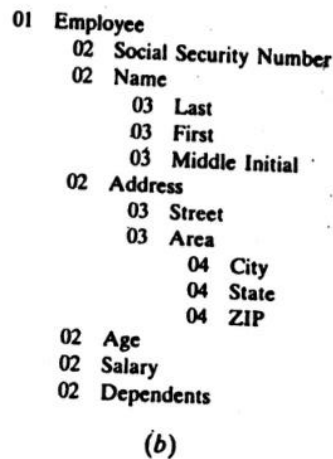 01 Employee
02 Social Security Number
02 Name
03 Last
03 First
03 Middle Initial
02 Address
03 Street
03 Area
04 City
04 State
04 ZIP
02 Age
02 Salary
02 Dependents
(b)